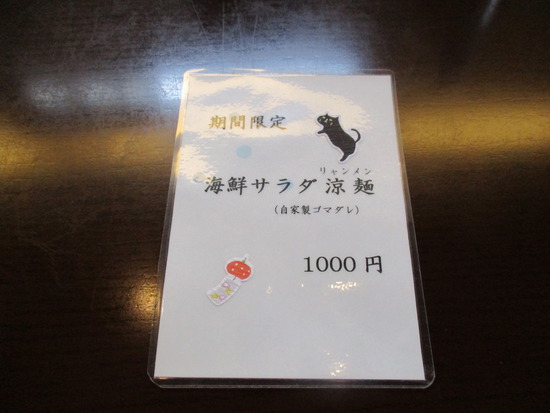 期間限定
リャンメン
海鮮サラダ涼麺
（自家製ゴマダレ）
1000円